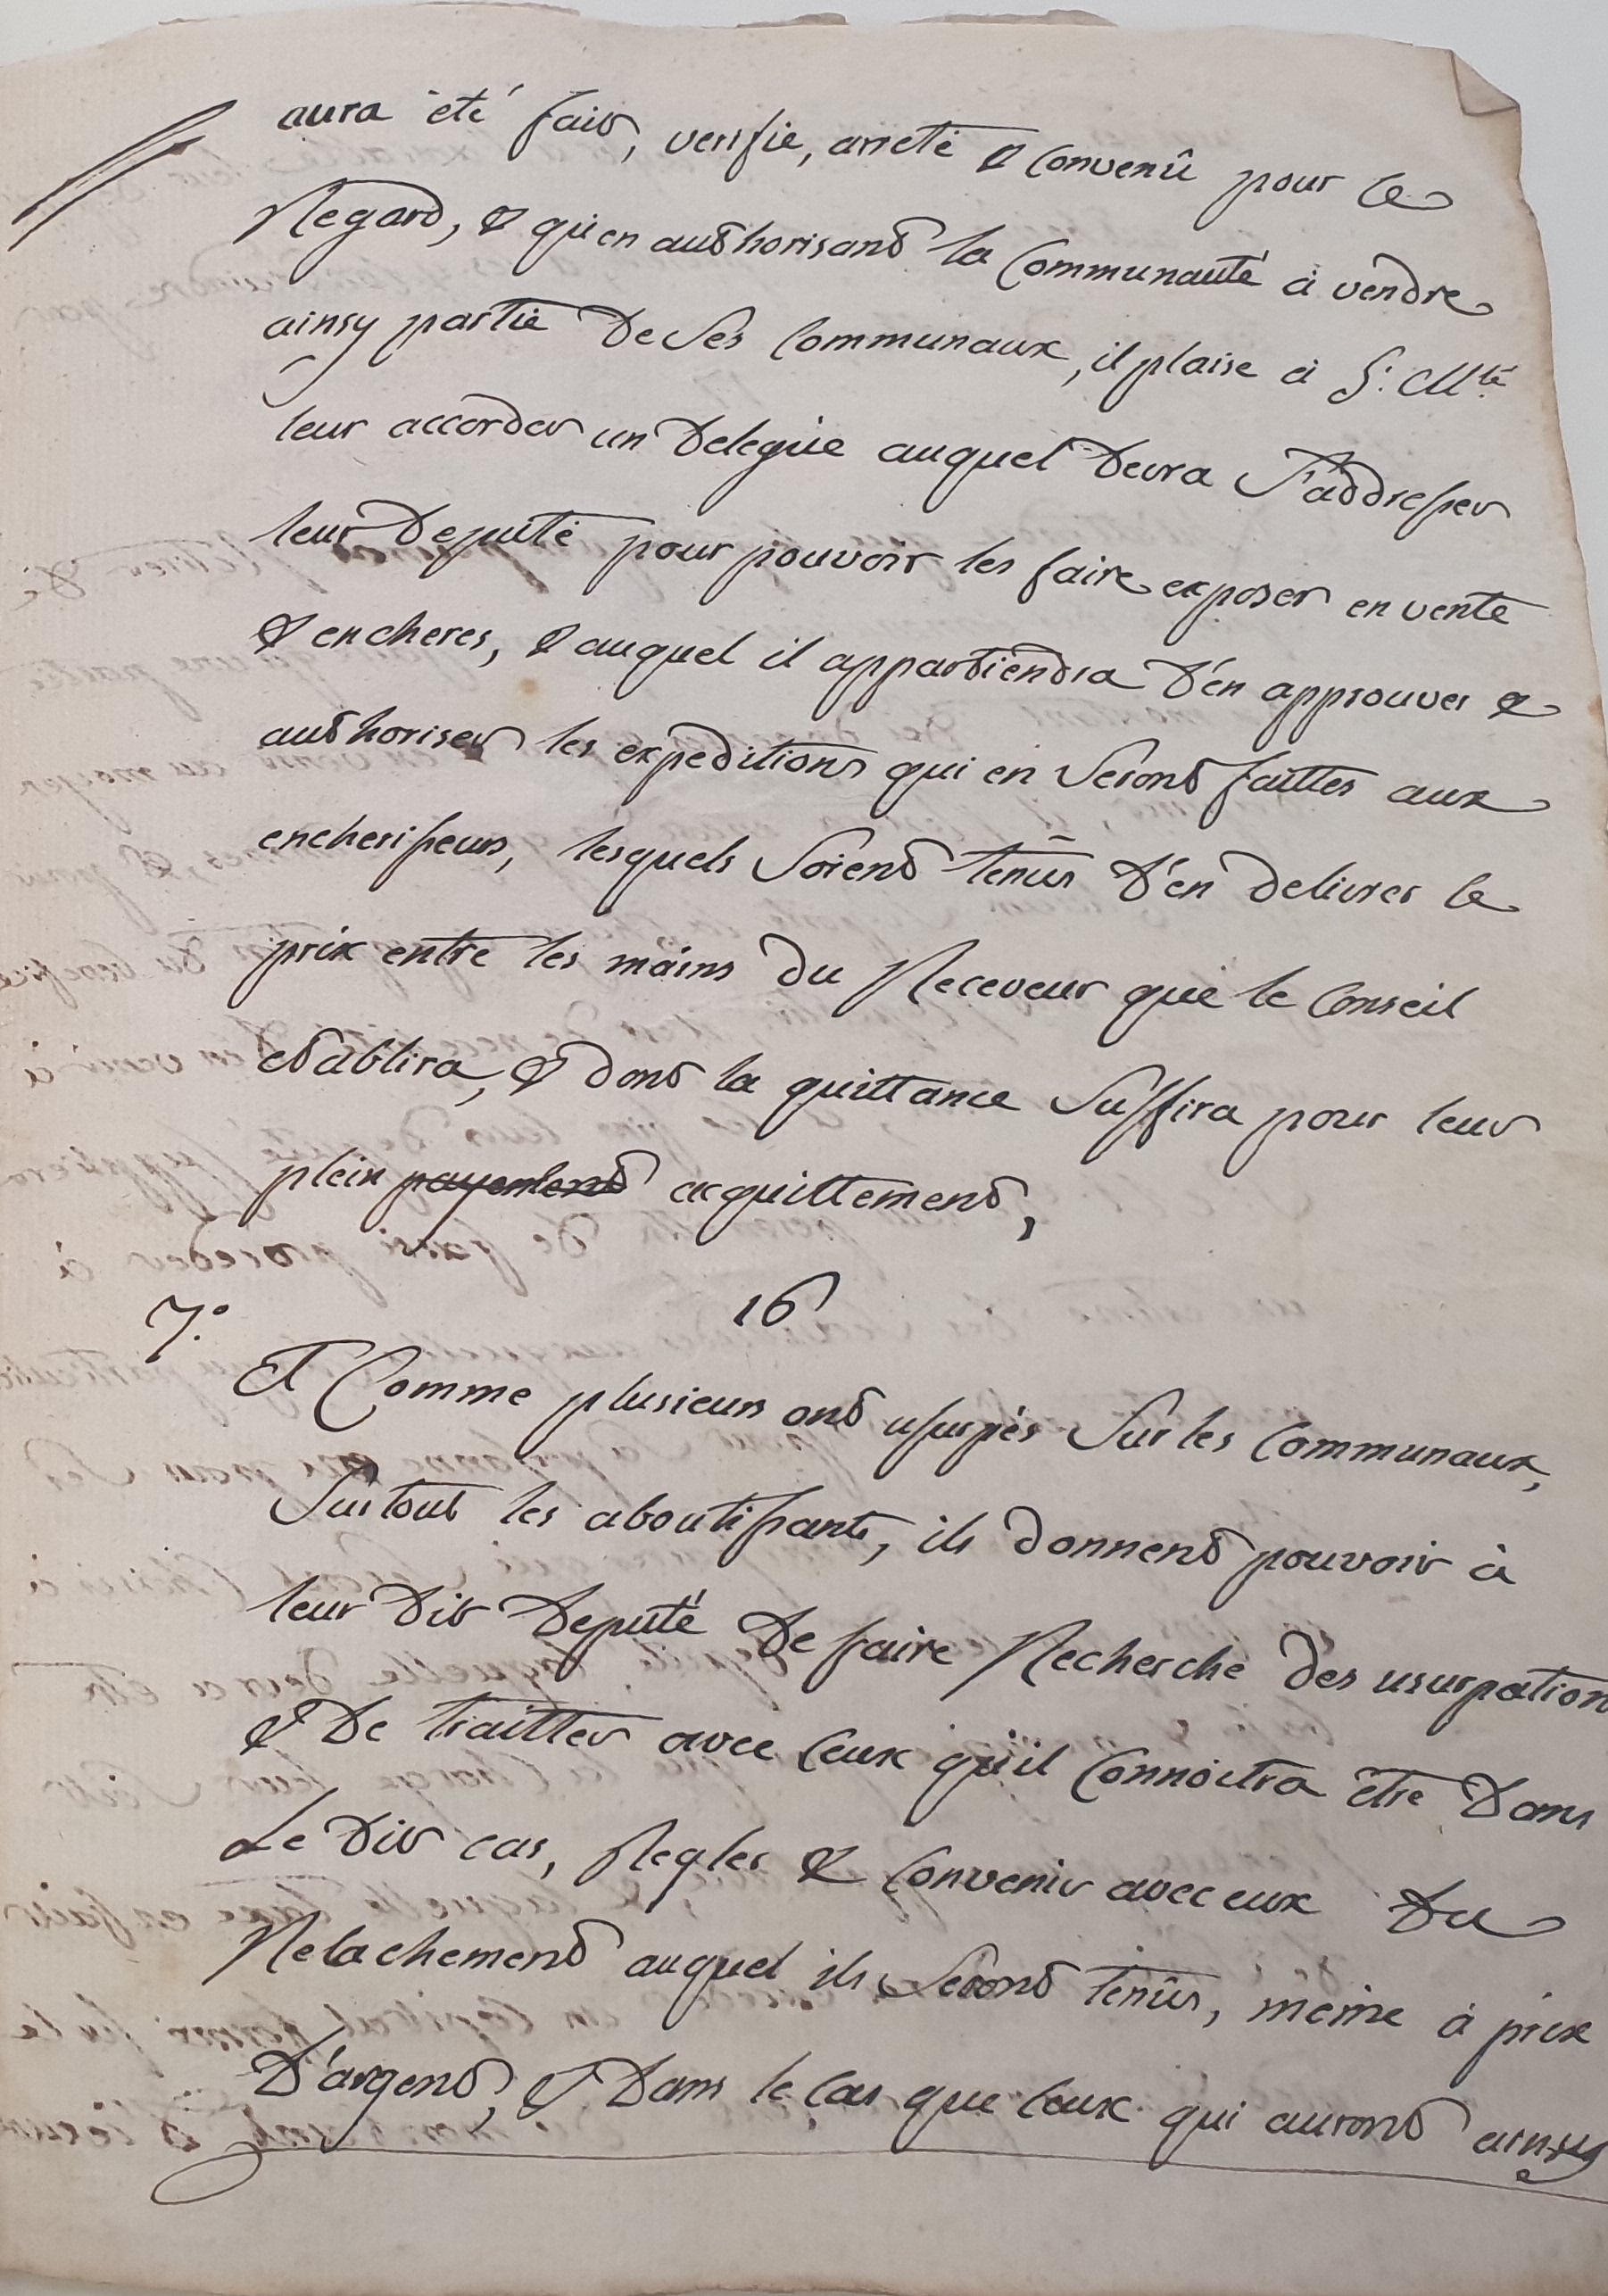 aura été fait, verifie, arreté & convenû pour ce
Regard, & qu'en authorisant la Communauté à vendre
ainsy partie de ses Communaux, il plaise à S: Mté
leur accorder un Delegué auquel devra s'addresser
leur Deputé pour pouvoir les faire exposer en vente
& encheres, & auquel il appartiendra d'en approuver &
authoriser les expeditions qui en seront faittes aux
encherisseurs, lesquels soient tenûs d'en delivrer le
prix entre les mains du Receveur que le Conseil
etablira, & dont la quittance suffira pour leur
plein payement acquittement,
7.° 16
Et Comme plusieurs ont usurpés sur les Communaux,
surtout les aboutissants, ils donnent pouvoir à
leur dit Deputé de faire Recherche des usurpation
& de traitter avec ceux qu'il connoitra être dans
Le dit cas, Regler & convenir avec eux du
Relachement auquel ils seront tenûs, meme à prix
D'argent, & dans le cas que ceux qui auront ainsy